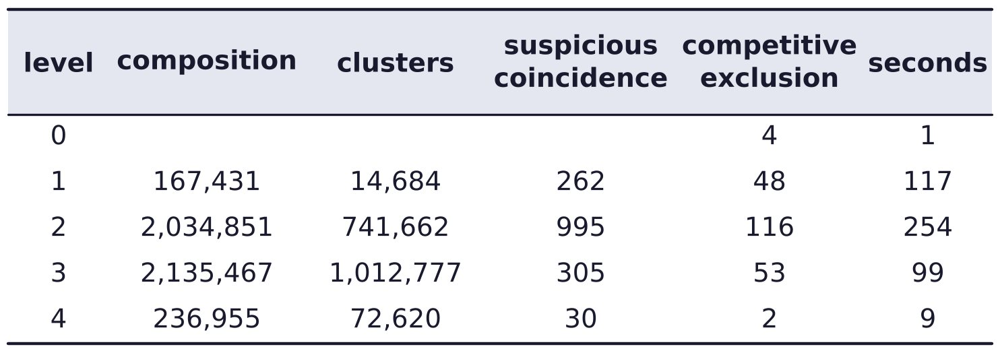 level composition clusters suspicious coincidence competitive exclusion seconds
0 4 1
1 167,431 14,684 262 48 117
2 2,034,851 741,662 995 116 254
3 2,135,467 1,012,777 305 53 99
4 236,955 72,620 30 2 9